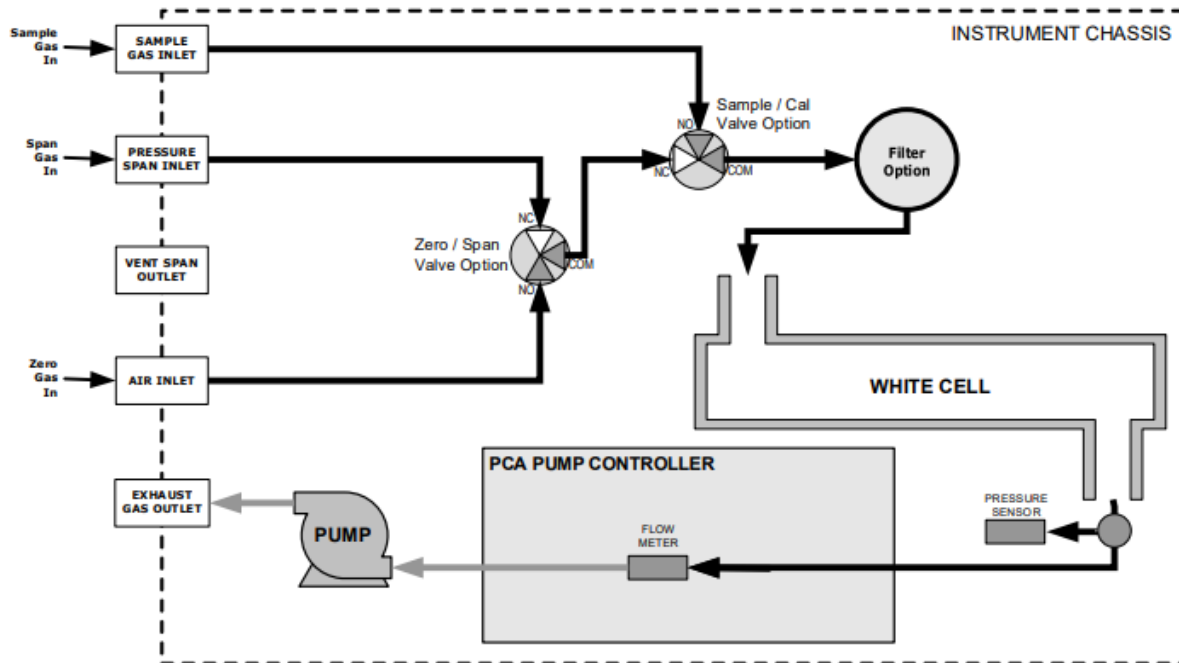 INSTRUMENT CHASSIS
Sample
Gas
In
SAMPLE
GAS INLET
Sample / Cal
Valve Option
NO
NC
COM
Filter
Option
Span
Gas
In
PRESSURE
SPAN INLET
NC
Zero / Span
Valve Option
COM
NO
VENT SPAN
OUTLET
Zero
Gas
In
AIR INLET
WHITE CELL
PCA PUMP CONTROLLER
EXHAUST
GAS OUTLET
PUMP
FLOW
METER
PRESSURE
SENSOR